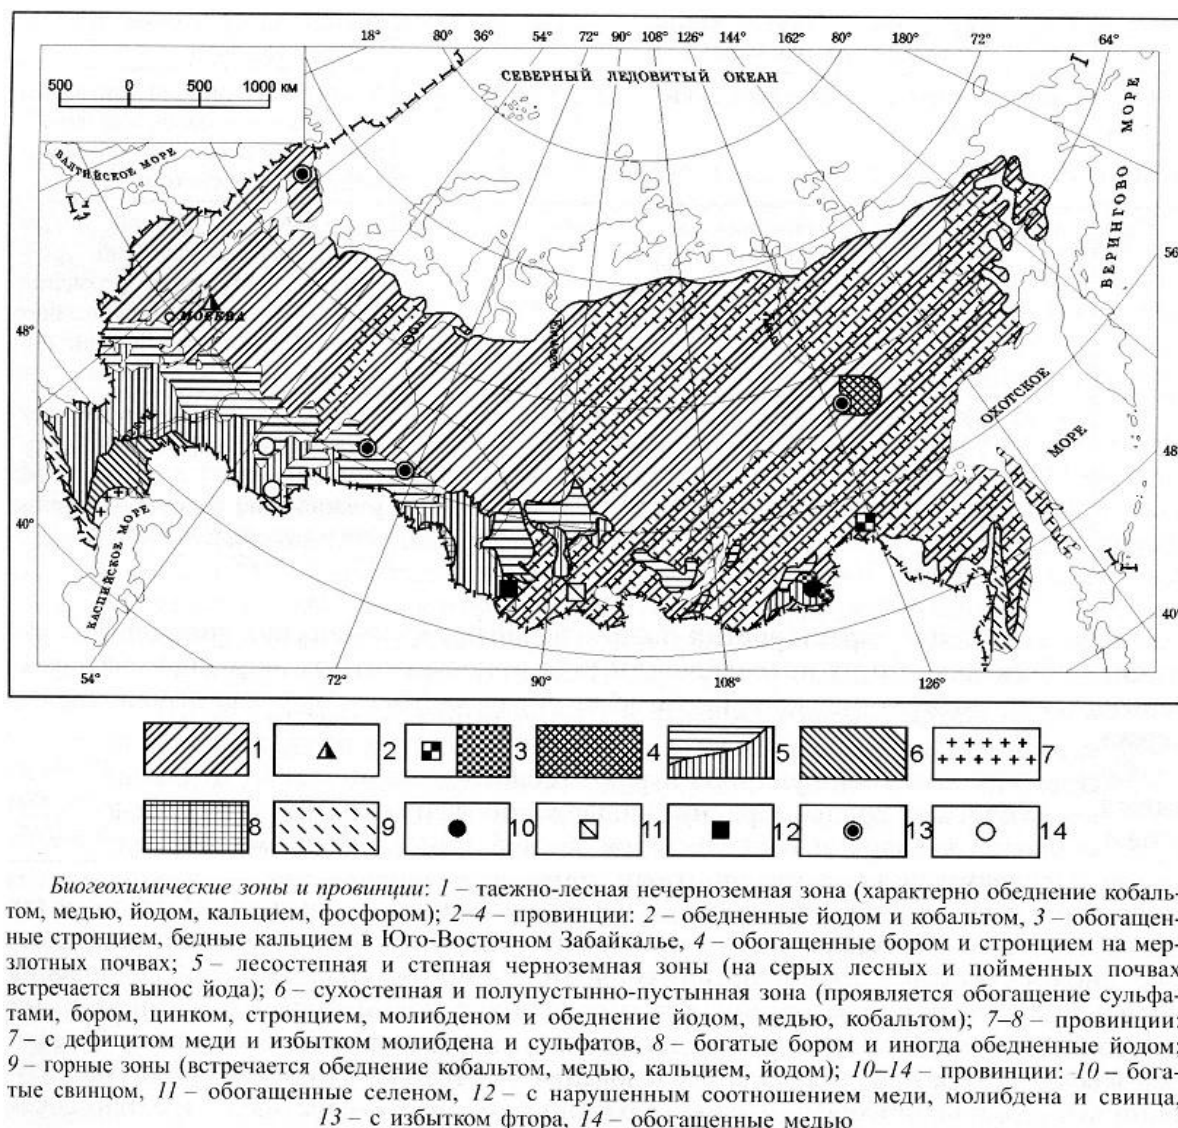 18° 80° 36° 54° 72° 90° 108° 126° 144° 162° 80° 180° 72° 64°
СЕВЕРНЫЙ ЛЕДОВИТЫЙ ОКЕАН
500 0 500 1000 км
БАЛТИЙСКОЕ МОРЕ
БЕРИНГОВО МОРЕ
56°
МОСКВА
48°
ОХОТСКОЕ МОРЕ
48°
40°
КАСПИЙСКОЕ МОРЕ
40°
54° 72° 90° 108° 126°
1 2 3 4 5 6 7
8 9 10 11 12 13 14
Биогеохимические зоны и провинции: 1 – таежно-лесная нечерноземная зона (характерно обеднение кобаль-
том, медью, йодом, кальцием, фосфором); 2–4 – провинции: 2 – обедненные йодом и кобальтом, 3 – обогащен-
ные стронцием, бедные кальцием в Юго-Восточном Забайкалье, 4 – обогащенные бором и стронцием на мер-
злотных почвах; 5 – лесостепная и степная черноземная зоны (на серых лесных и пойменных почвах
встречается вынос йода); 6 – сухостепная и полупустынно-пустынная зона (проявляется обогащение сульфа-
тами, бором, цинком, стронцием, молибденом и обеднение йодом, медью, кобальтом); 7–8 – провинции:
7 – с дефицитом меди и избытком молибдена и сульфатов, 8 – богатые бором и иногда обедненные йодом;
9 – горные зоны (встречается обеднение кобальтом, медью, кальцием, йодом); 10–14 – провинции: 10 – бога-
тые свинцом, 11 – обогащенные селеном, 12 – с нарушенным соотношением меди, молибдена и свинца,
13 – с избытком фтора, 14 – обогащенные медью